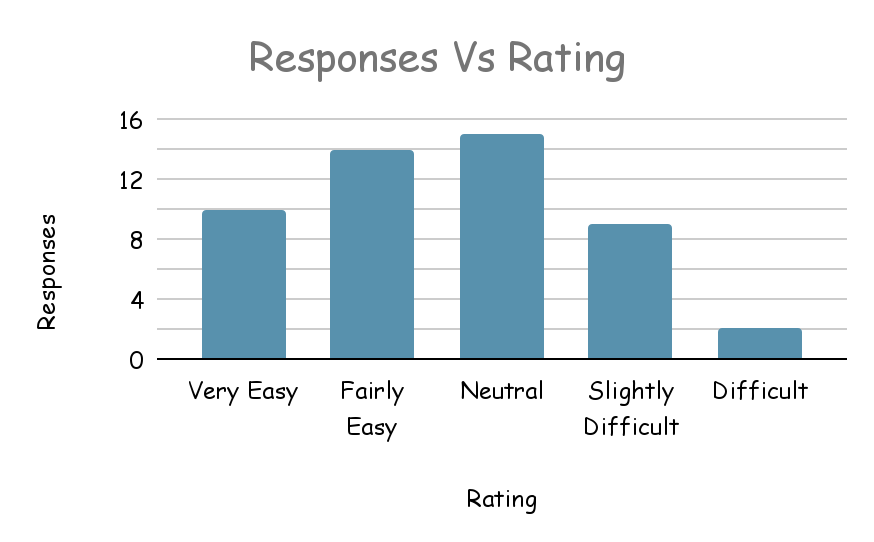 Responses Vs Rating
16
12
8
4
0
Responses
Very Easy
Fairly
Easy
Neutral
Slightly
Difficult
Difficult
Rating